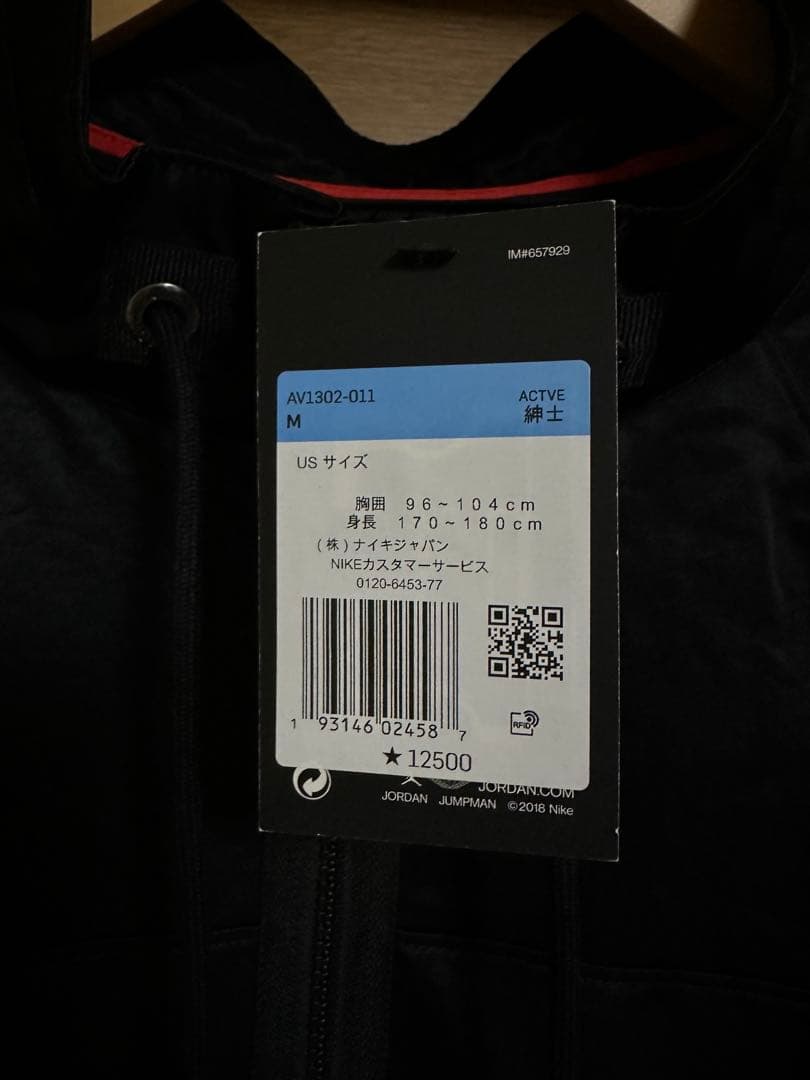 IM#657929
AV1302-011 ACTVE
M 紳士
US サイズ
胸囲 96~104cm
身長 170~180cm
(株)ナイキジャパン
NIKEカスタマーサービス
0120-6453-77
RFID
1 93146 02458 7
★12500
JORDAN.COM
JORDAN JUMPMAN ©2018 Nike